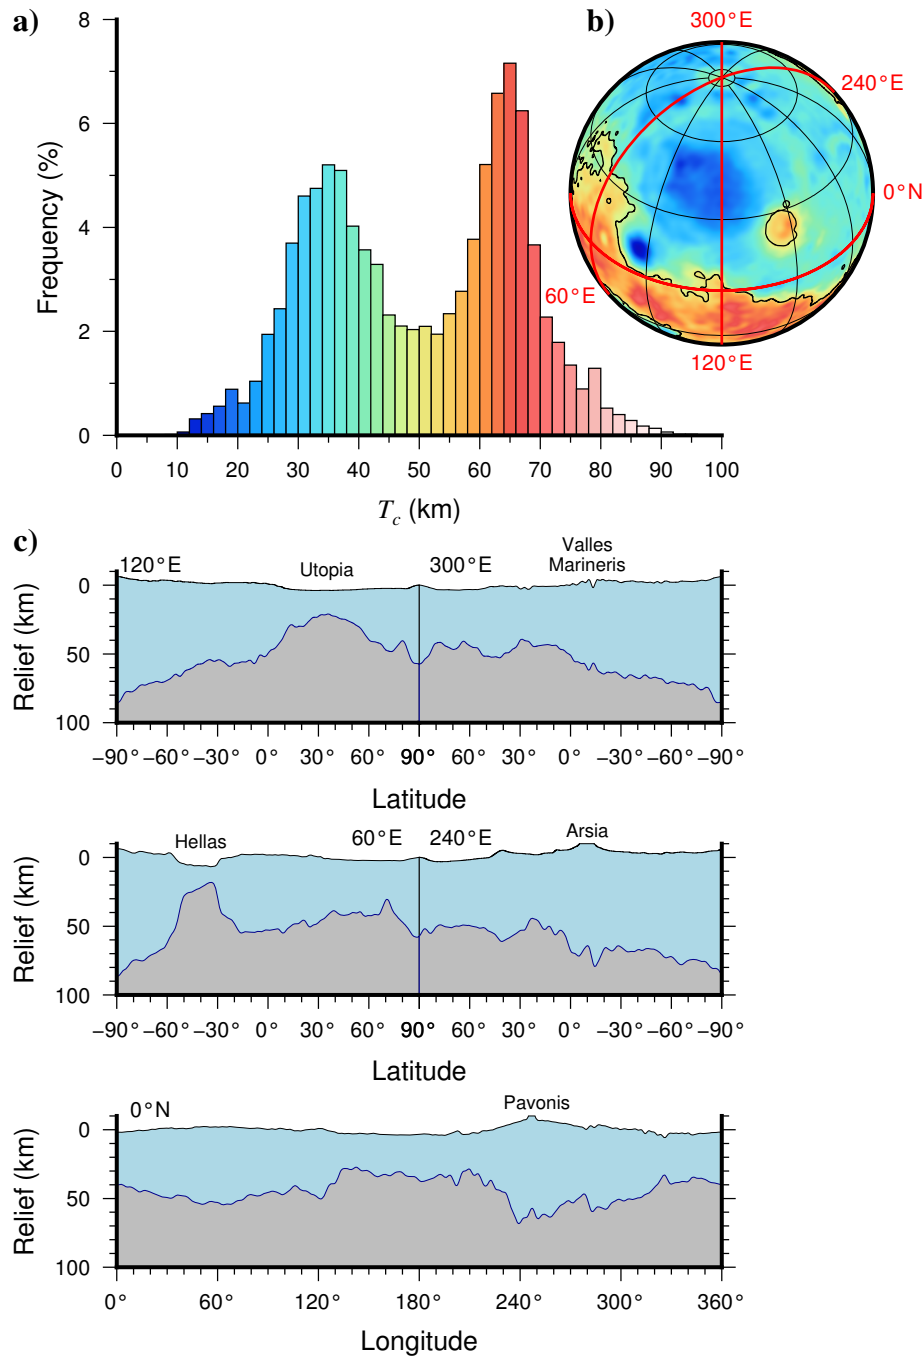 a)
8
6
4
2
0
Frequency (%)
0 10 20 30 40 50 60 70 80 90 100
T_c (km)
b)
300°E
240°E
0°N
60°E
120°E
c)
120°E
Utopia
300°E
Valles
Marineris
0
50
100
Relief (km)
−90° −60° −30° 0° 30° 60° 90° 60° 30° 0° −30° −60° −90°
Latitude
Hellas
60°E
240°E
Arsia
0
50
100
Relief (km)
−90° −60° −30° 0° 30° 60° 90° 60° 30° 0° −30° −60° −90°
Latitude
0°N
Pavonis
0
50
100
Relief (km)
0° 60° 120° 180° 240° 300° 360°
Longitude